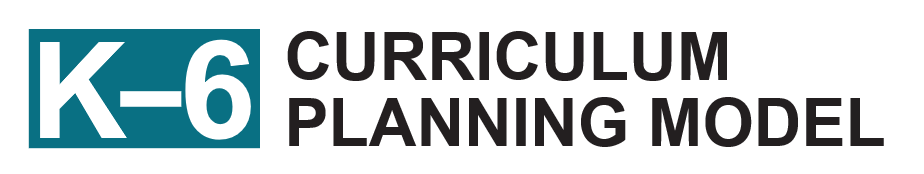 K–6
CURRICULUM
PLANNING MODEL